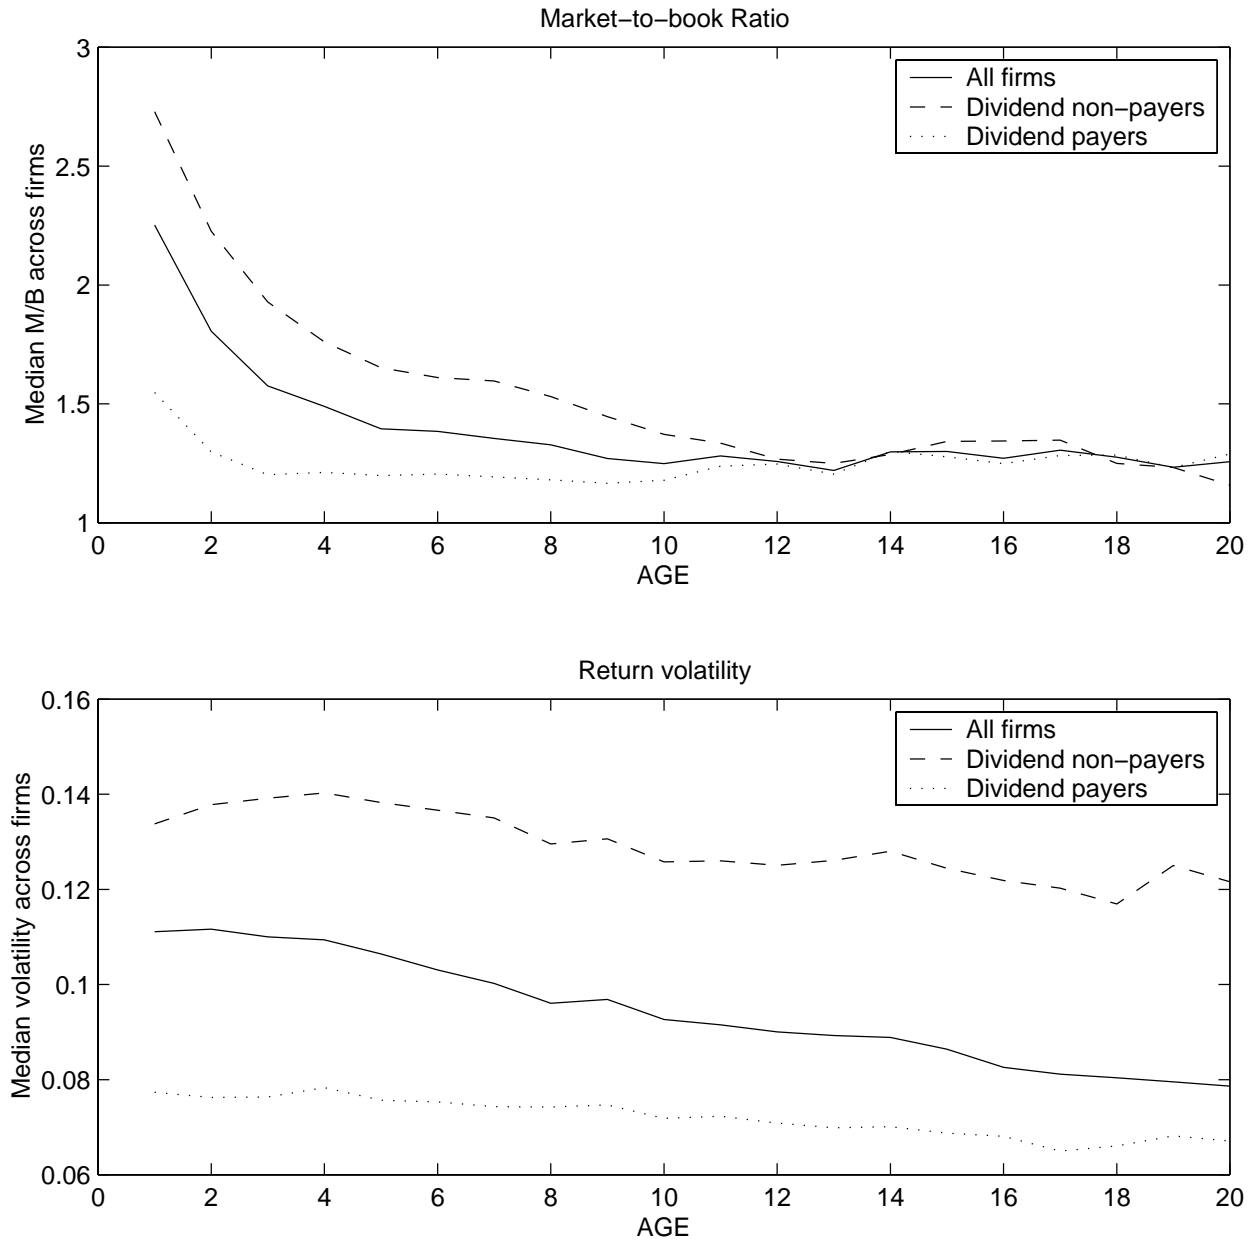 Market−to−book Ratio
3
2.5
2
1.5
1
Median M/B across firms
All firms
Dividend non−payers
Dividend payers
0 2 4 6 8 10 12 14 16 18 20
AGE
Return volatility
0.16
0.14
0.12
0.1
0.08
0.06
Median volatility across firms
All firms
Dividend non−payers
Dividend payers
0 2 4 6 8 10 12 14 16 18 20
AGE